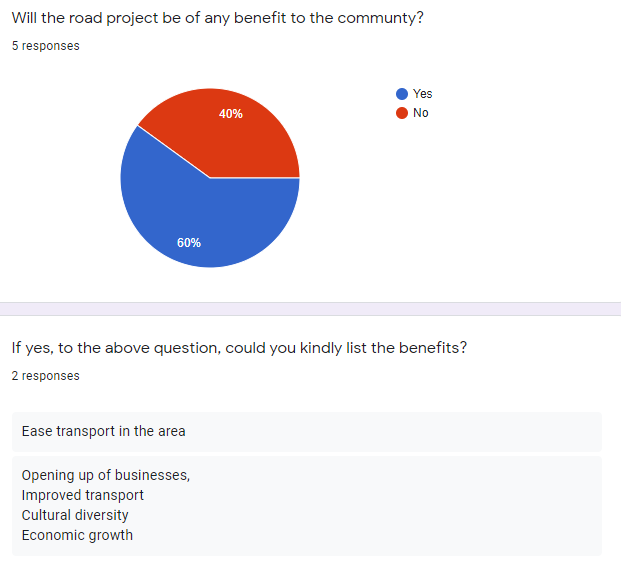 Will the road project be of any benefit to the communty?
5 responses
Yes
No
40%
60%
If yes, to the above question, could you kindly list the benefits?
2 responses
Ease transport in the area
Opening up of businesses,
Improved transport
Cultural diversity
Economic growth